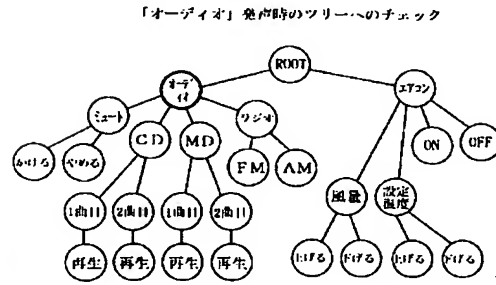 「オーディオ」発声時のツリーへのチェック
ROOT
オーディオ
エアコン
ミュート
CD
MD
ラジオ
ON
OFF
かける
やめる
FM
AM
風量
設定温度
1曲目
2曲目
1曲目
2曲目
再生
再生
再生
再生
上げる
下げる
上げる
下げる